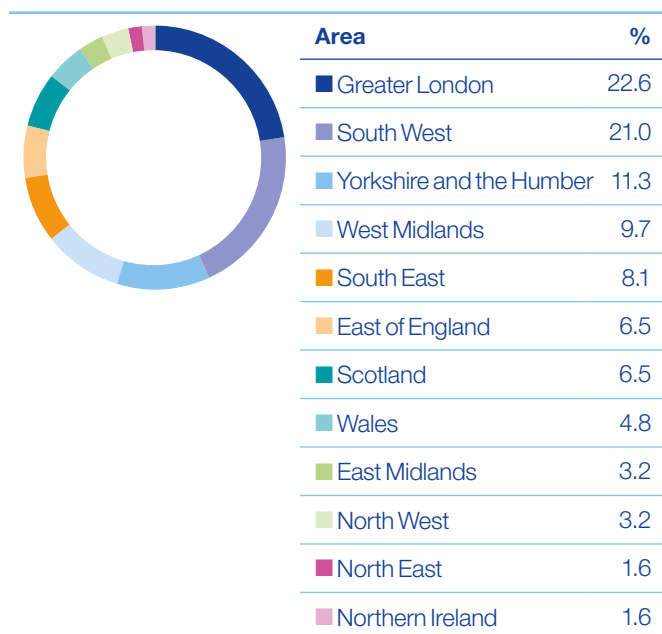 Area %
Greater London 22.6
South West 21.0
Yorkshire and the Humber 11.3
West Midlands 9.7
South East 8.1
East of England 6.5
Scotland 6.5
Wales 4.8
East Midlands 3.2
North West 3.2
North East 1.6
Northern Ireland 1.6